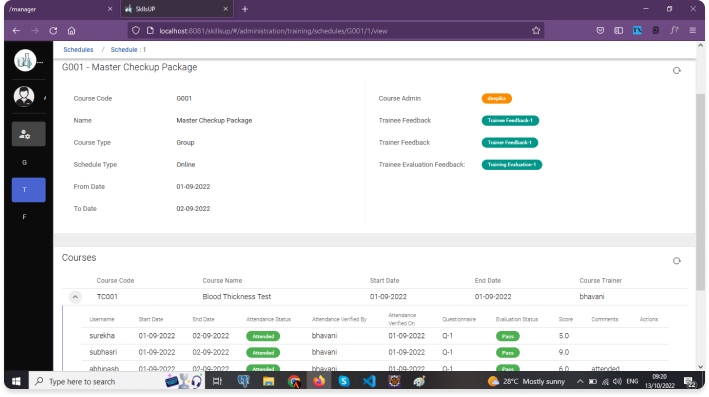 /manager
SkillsUP
localhost:8081/skillsup/#/administration/training/schedules/G001/1/view
Schedules / Schedule : 1
G001 - Master Checkup Package
Course Code G001
Name Master Checkup Package
Course Type Group
Schedule Type Online
From Date 01-09-2022
To Date 02-09-2022
Course Admin deepika
Trainee Feedback Trainee Feedback-1
Trainer Feedback Trainer Feedback-1
Trainee Evaluation Feedback: Training Evaluation-1
G
T
F
Courses
Course Code Course Name Start Date End Date Course Trainer
TC001 Blood Thickness Test 01-09-2022 01-09-2022 bhavani
Username Start Date End Date Attendance Status Attendance Verified By Attendance Verified On Questionnaire Evaluation Status Score Comments Actions
surekha 01-09-2022 02-09-2022 Attended bhavani 01-09-2022 Q-1 Pass 5.0
subhasri 01-09-2022 02-09-2022 Attended bhavani 01-09-2022 Q-1 Pass 9.0
abhinash 01-09-2022 02-09-2022 Attended bhavani 01-09-2022 Q-1 Pass 6.0 attended
Type here to search
28°C Mostly sunny
ENG
09:20
13/10/2022